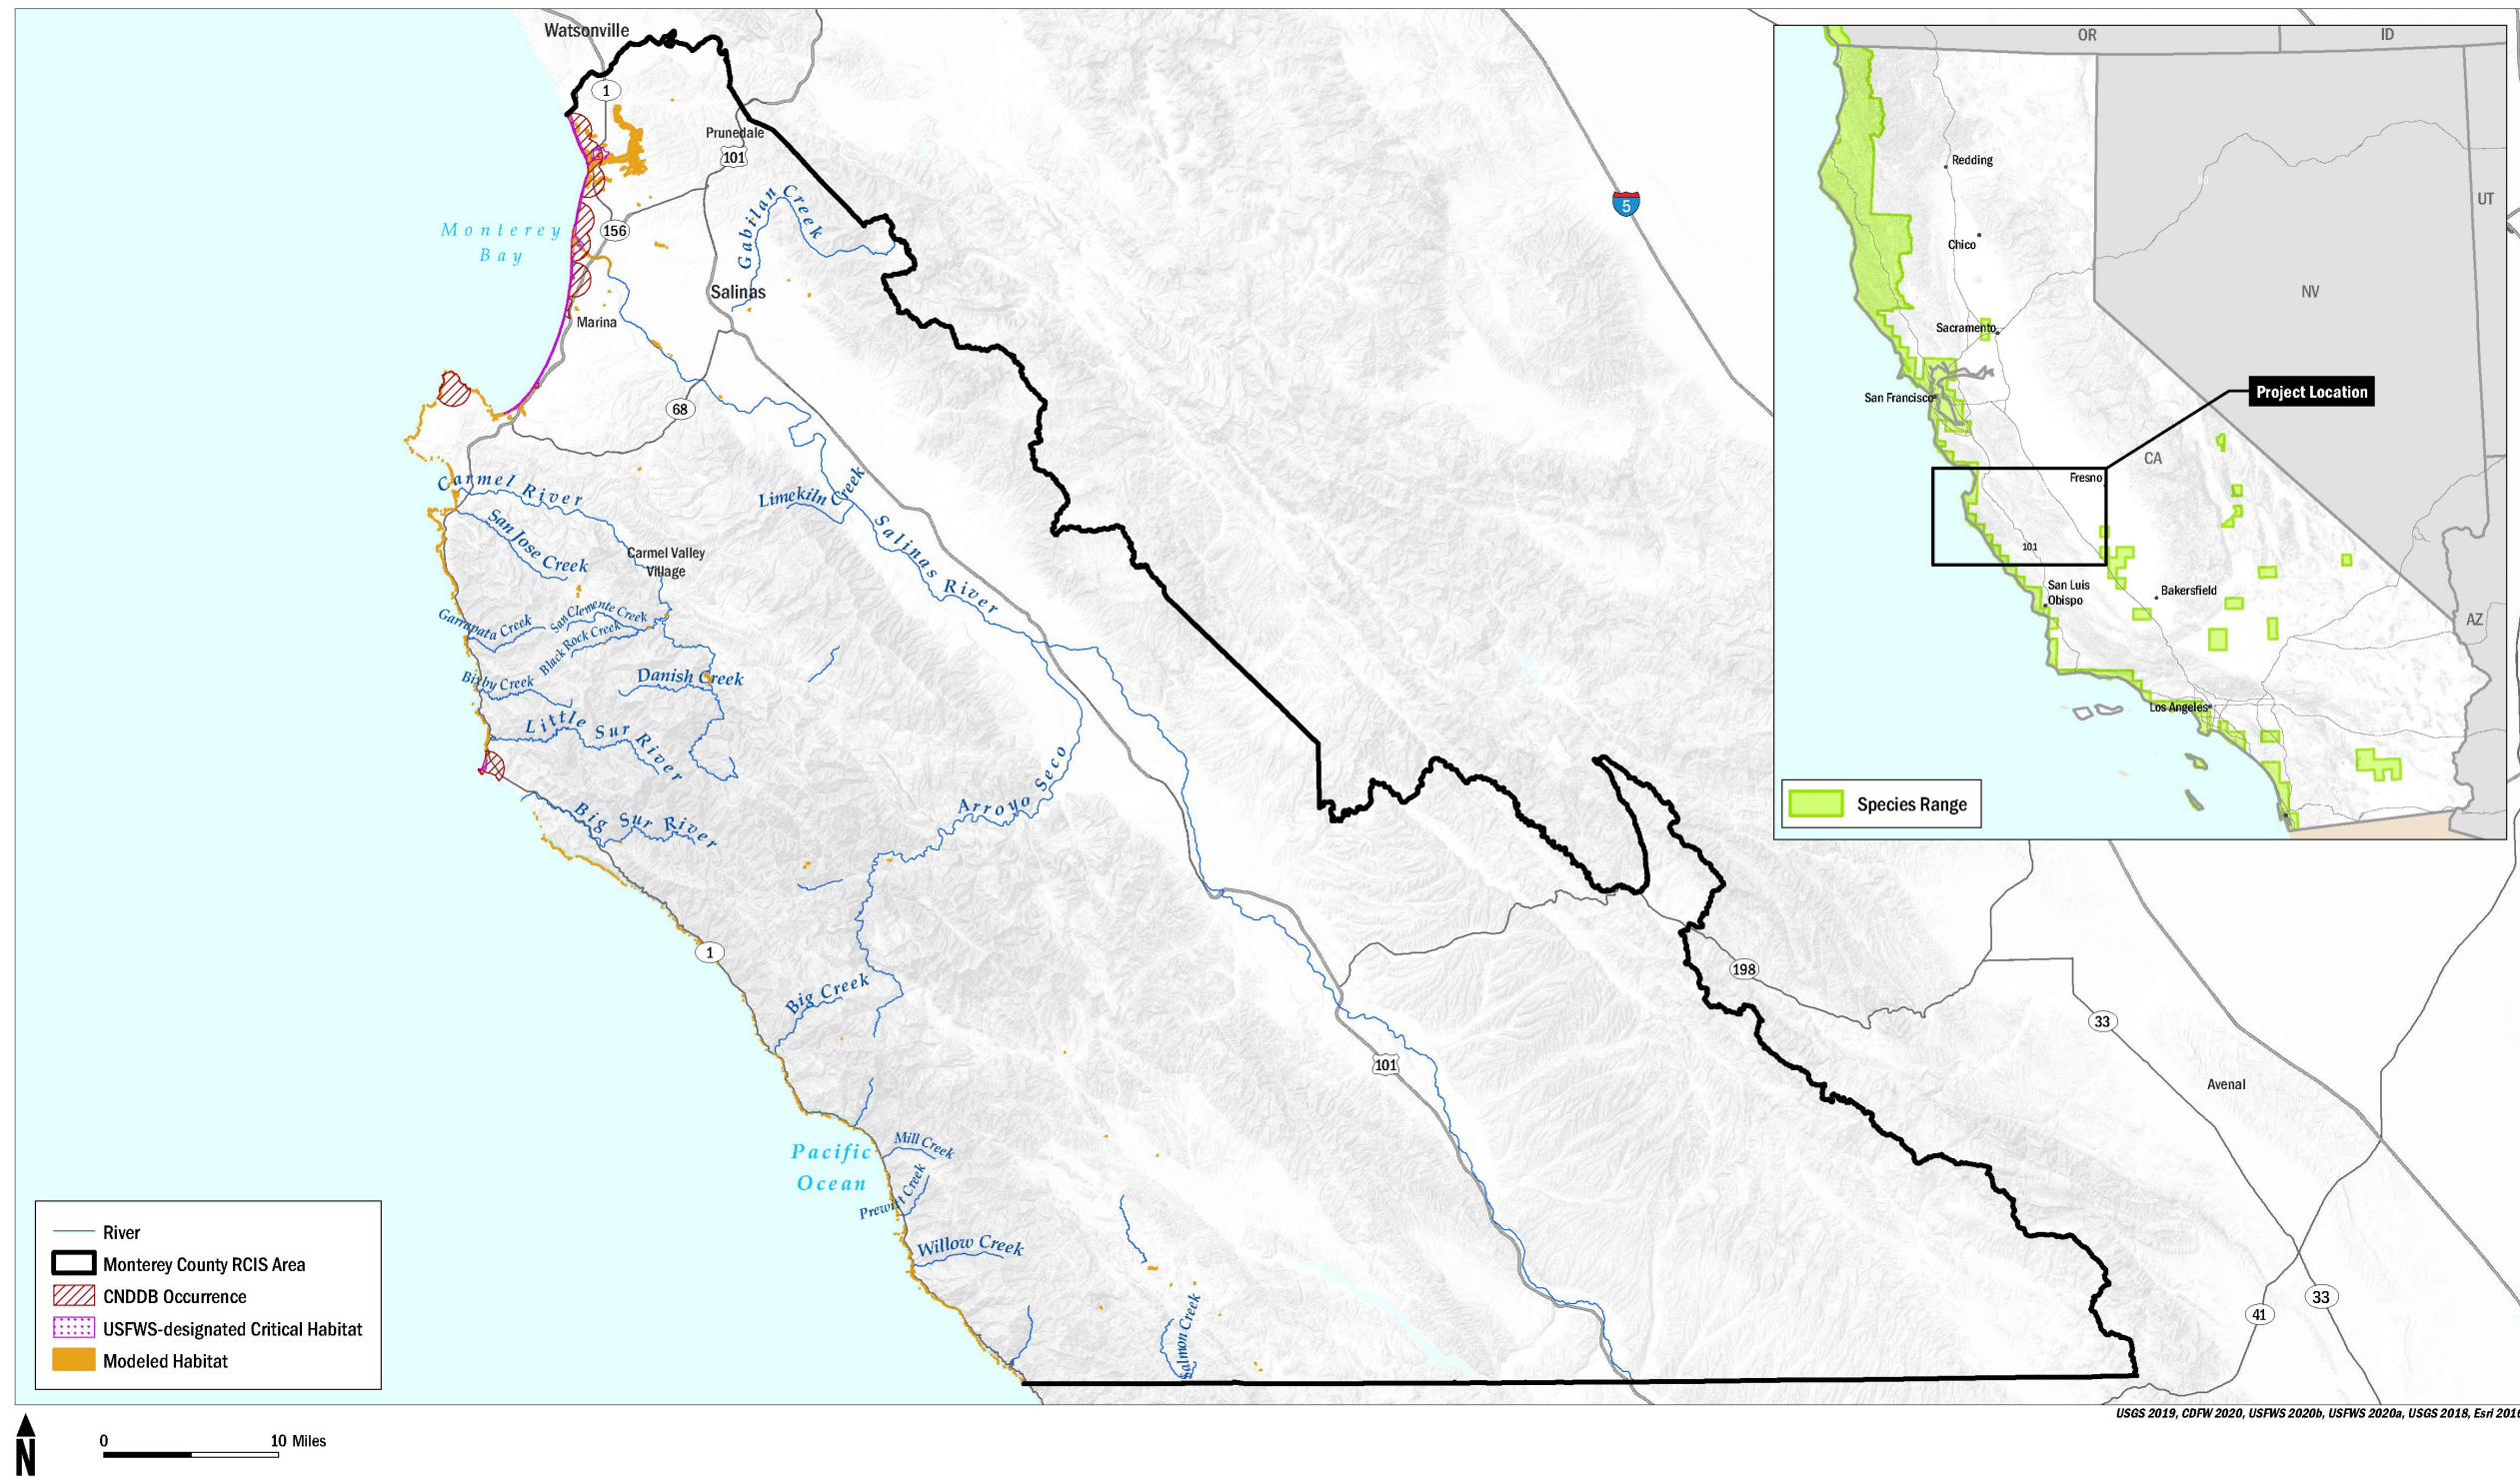 Watsonville
1
Prunedale
101
Gabilan Creek
Monterey
Bay
156
Salinas
Marina
68
Carmel River
San Jose Creek
Carmel Valley
Village
Limekiln Creek
Salinas River
Garrapata Creek
San Clemente Creek
Black Rock Creek
Bixby Creek
Danish Creek
Little Sur River
Big Sur River
Arroyo Seco
1
Big Creek
Pacific
Ocean
Mill Creek
Prewitt Creek
Willow Creek
Salmon Creek
101
198
33
Avenal
41
33
5
OR
ID
UT
NV
AZ
CA
80
Redding
Chico
Sacramento
San Francisco
Fresno
101
San Luis
Obispo
Bakersfield
Los Angeles
Project Location
Species Range
River
Monterey County RCIS Area
CNDDB Occurrence
USFWS-designated Critical Habitat
Modeled Habitat
N
0 10 Miles
USGS 2019, CDFW 2020, USFWS 2020b, USFWS 2020a, USGS 2018, Esri